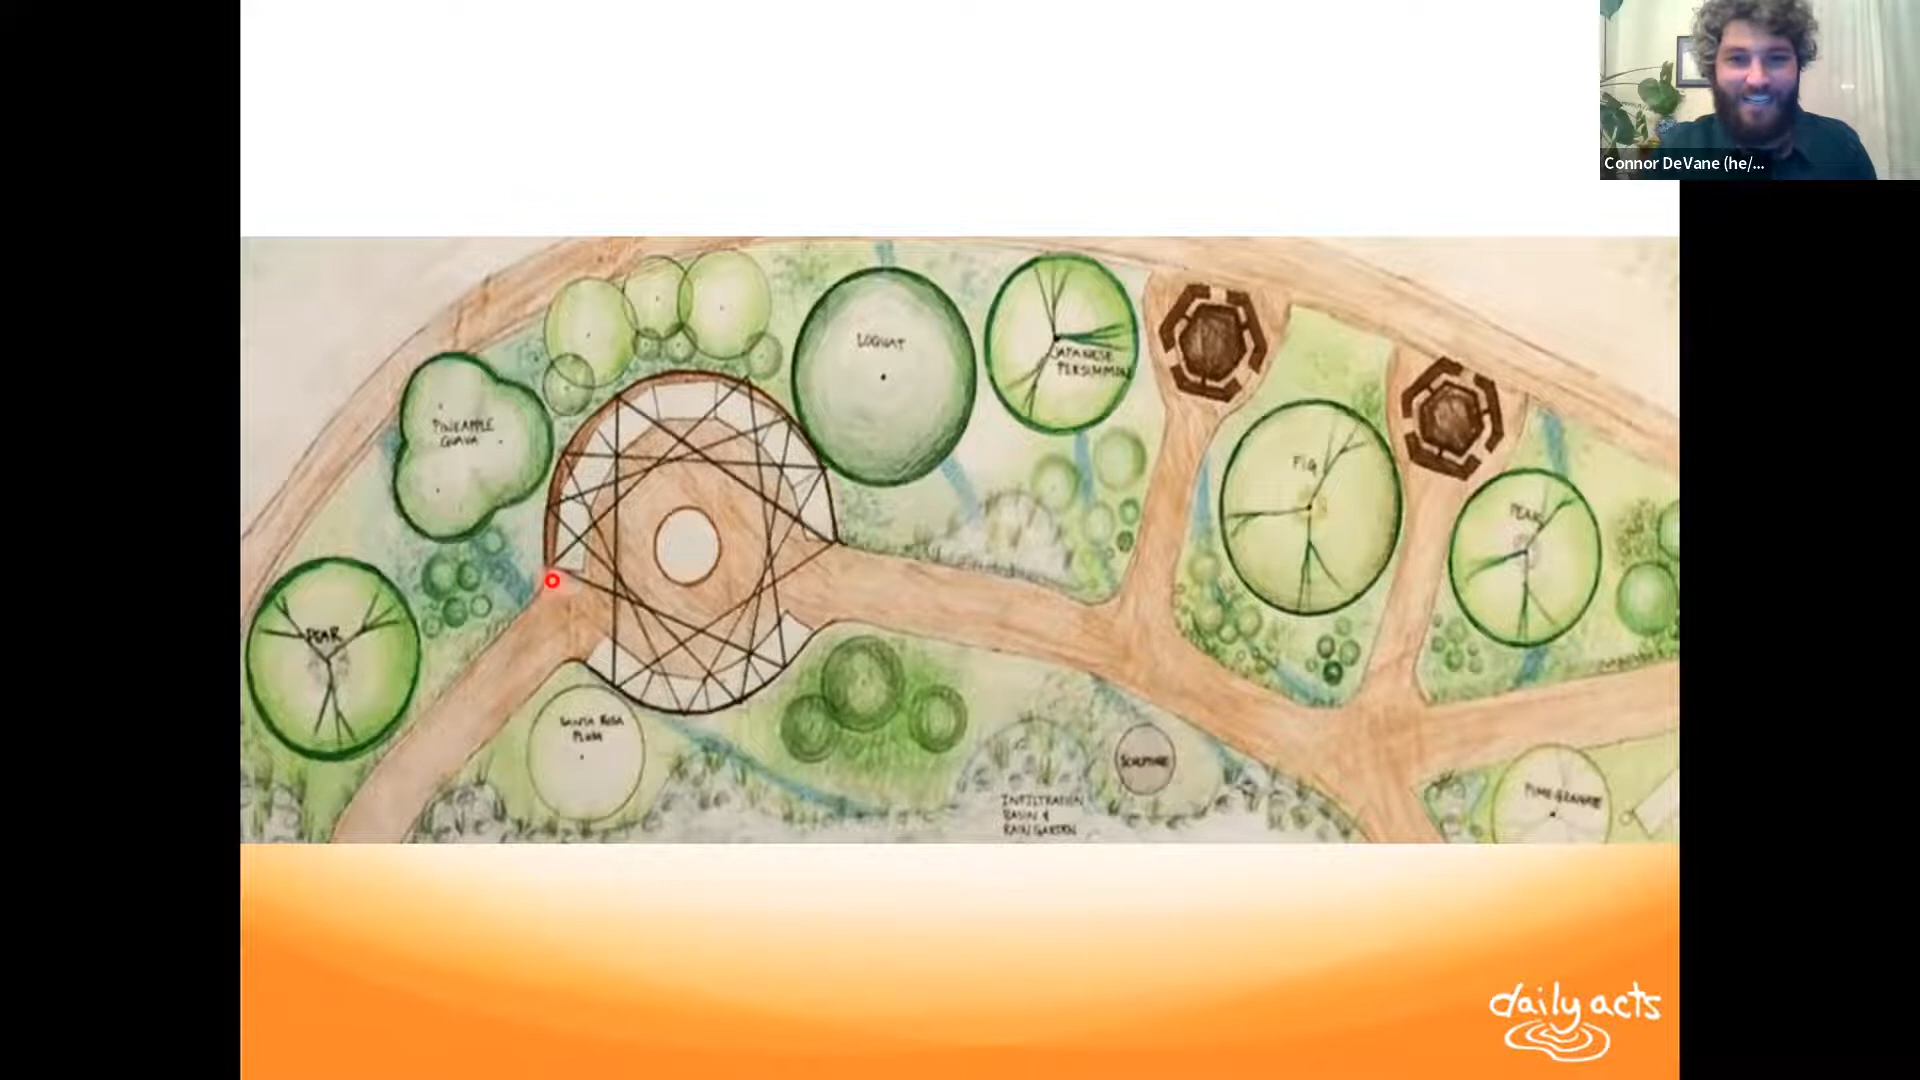 Connor DeVane (he/...
LOQUAT
JAPANESE
PERSIMMON
PINEAPPLE
GUAVA
FIG
PEAR
PEAR
SANTA ROSA
PLUM
SCULPTURE
INFILTRATION
BASIN &
RAIN GARDEN
POMEGRANATE
daily acts